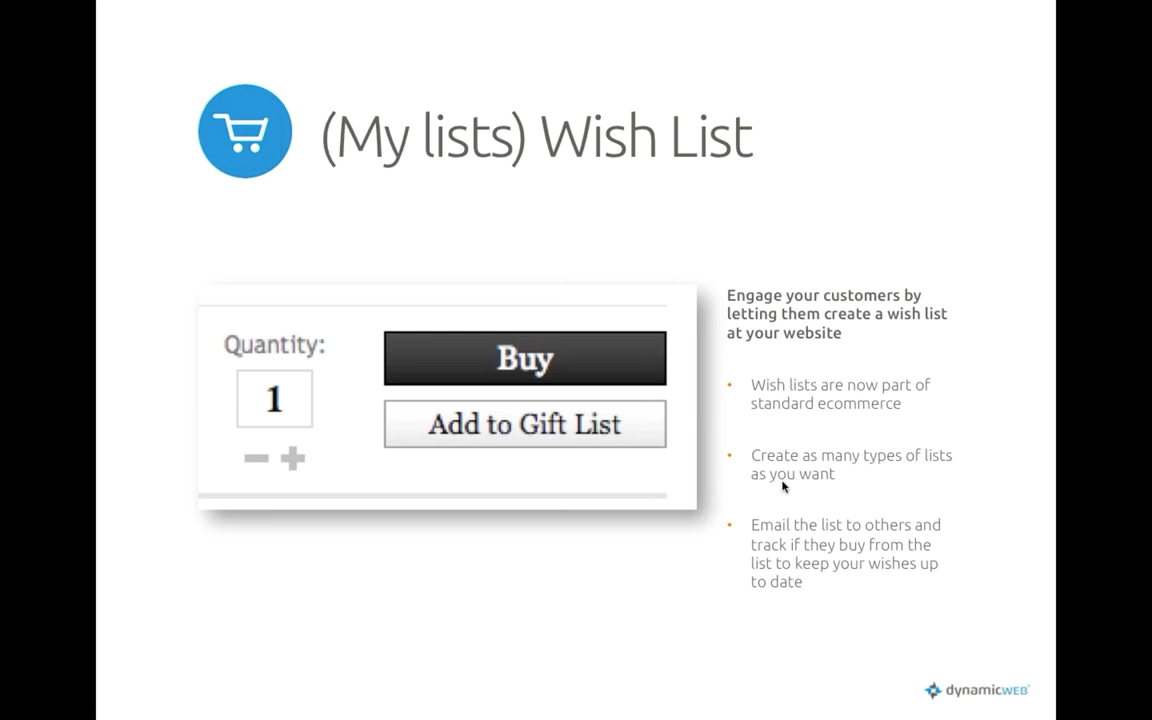 (My lists) Wish List
Quantity:
1
Buy
Add to Gift List
Engage your customers by
letting them create a wish list
at your website
• Wish lists are now part of
standard ecommerce
• Create as many types of lists
as you want
• Email the list to others and
track if they buy from the
list to keep your wishes up
to date
dynamicWEB